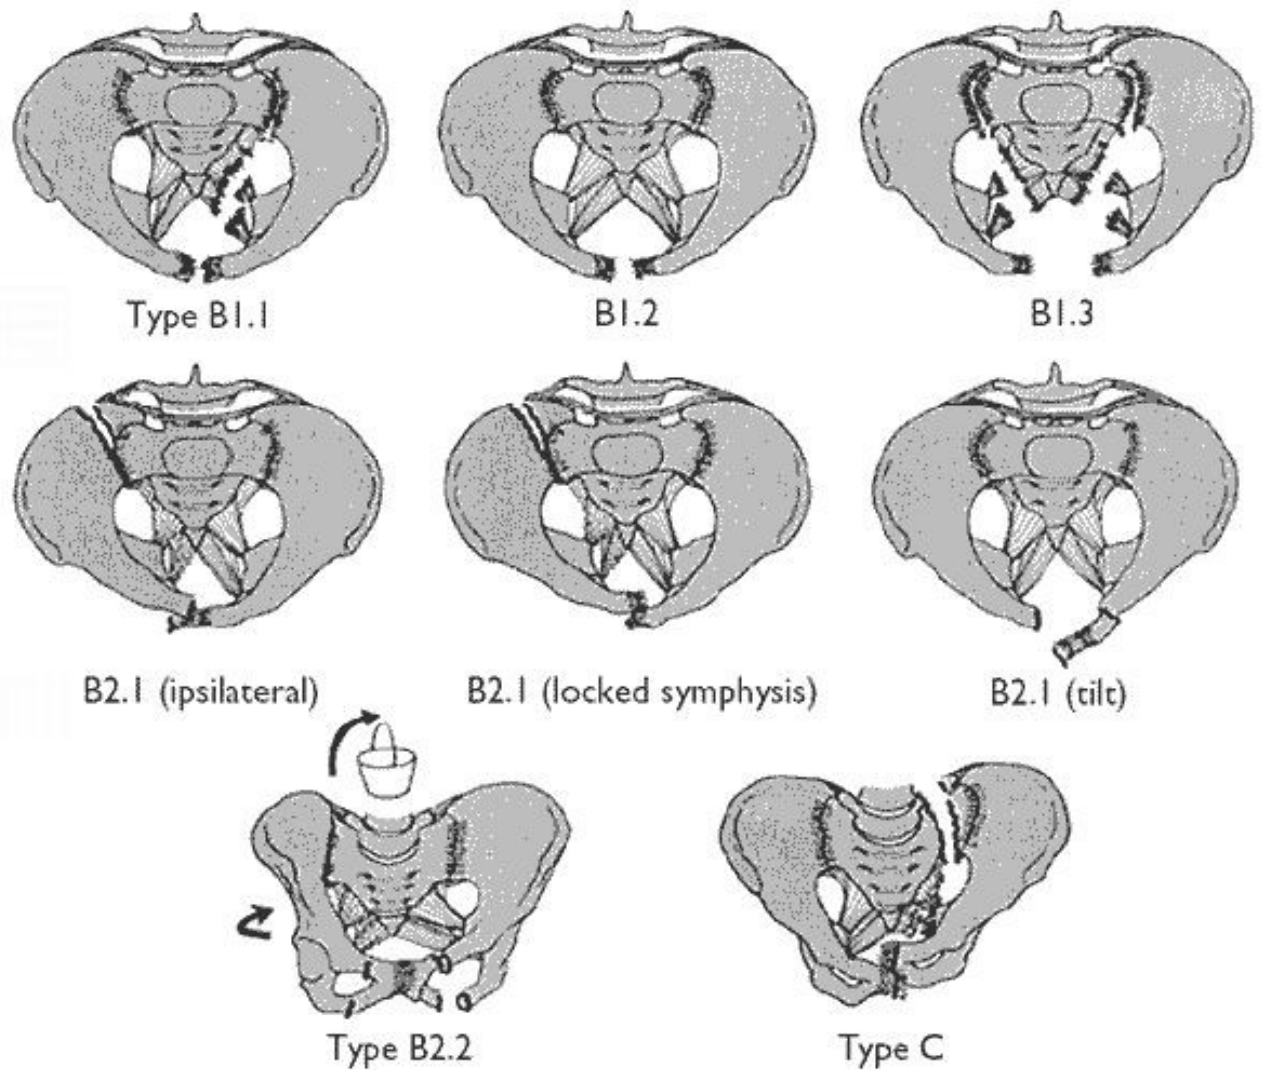 Type B1.1
B1.2
B1.3
B2.1 (ipsilateral)
B2.1 (locked symphysis)
B2.1 (tilt)
Type B2.2
Type C